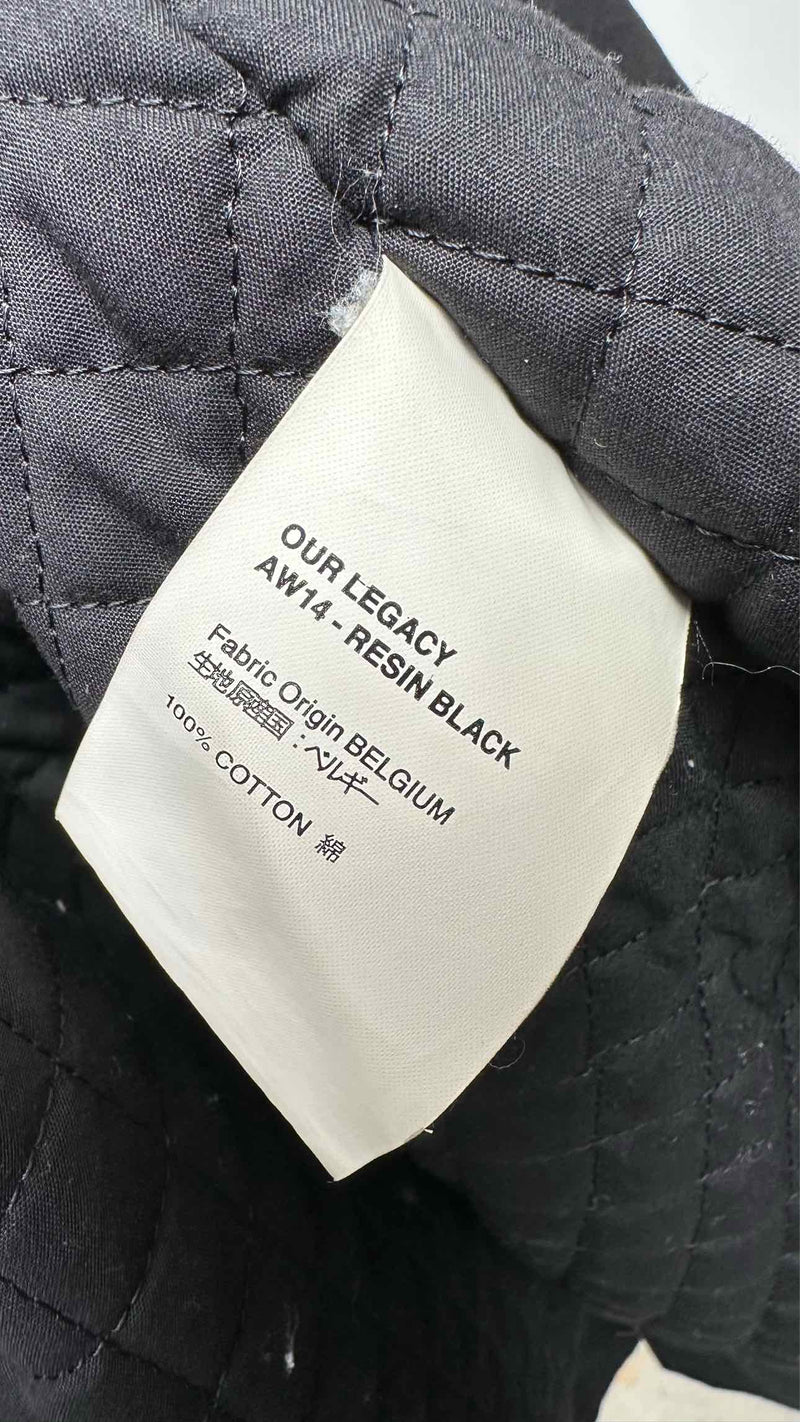 OUR LEGACY
AW14 - RESIN BLACK
Fabric Origin BELGIUM
生地原産国 : ベルギー
100% COTTON 綿